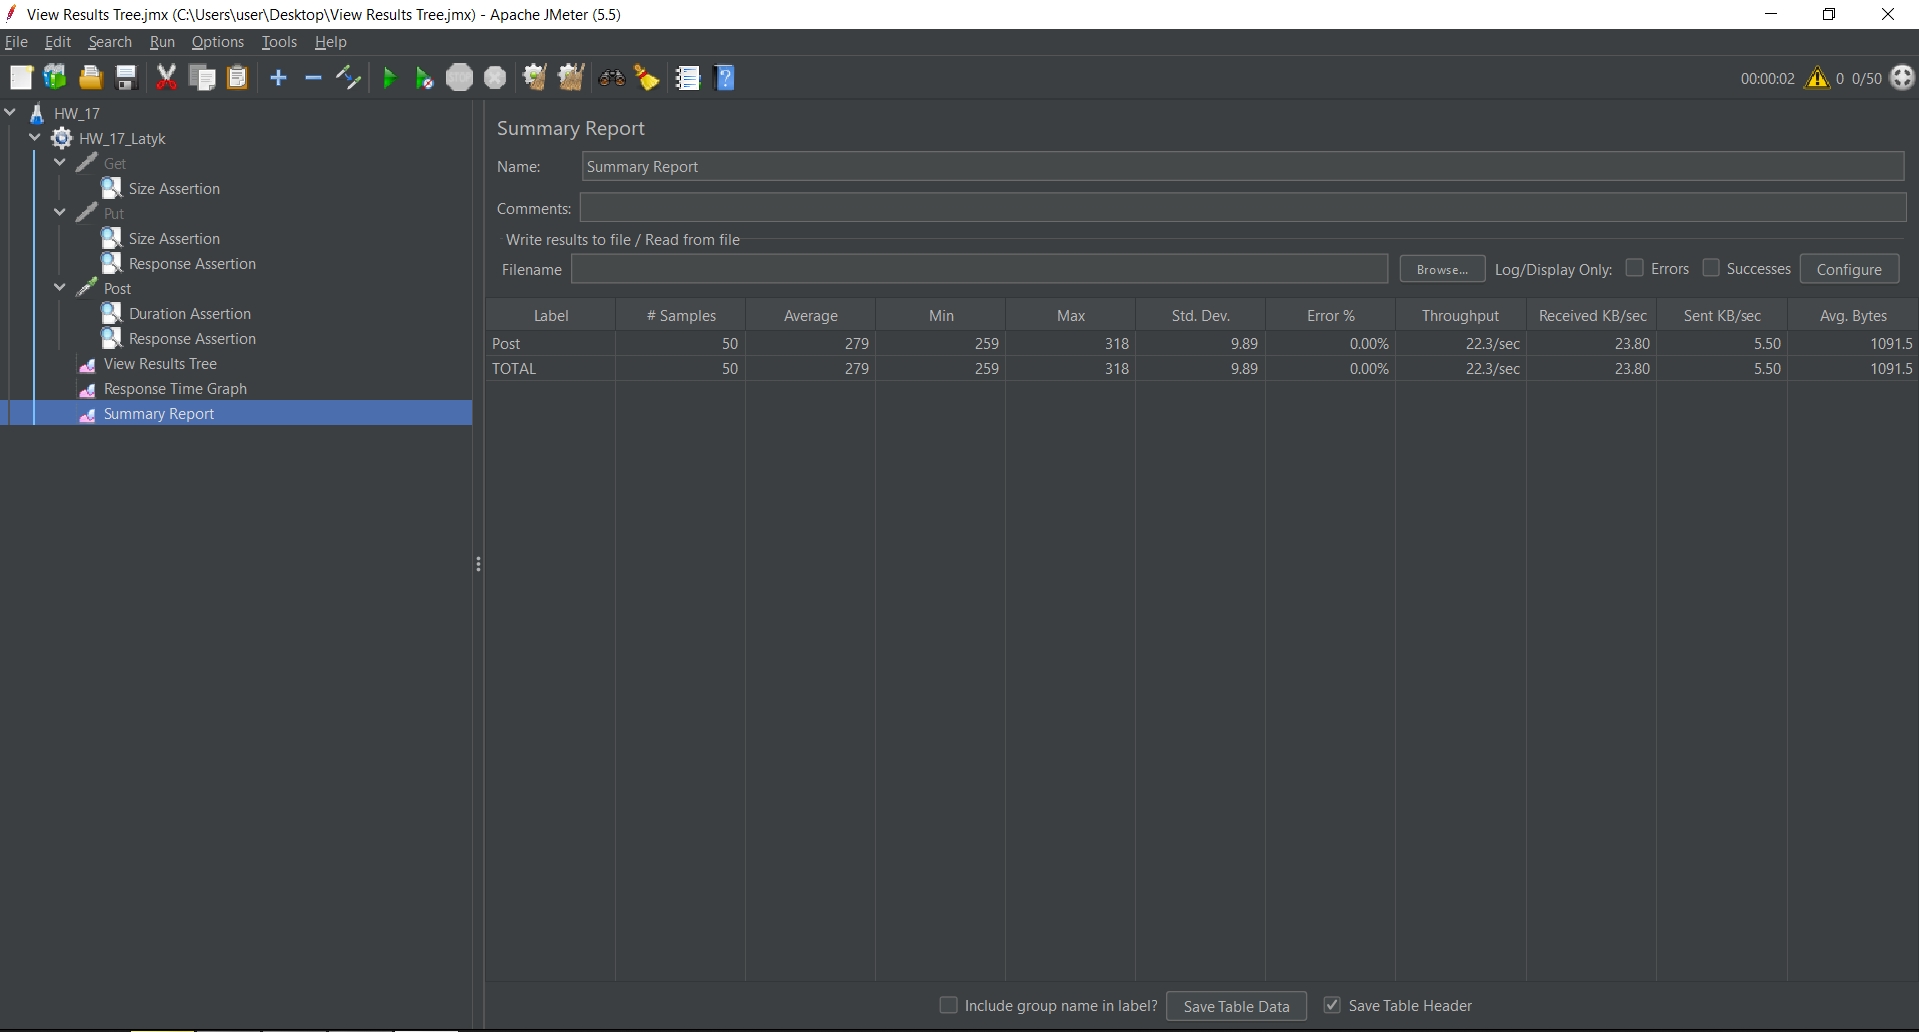 View Results Tree.jmx (C:\Users\user\Desktop\View Results Tree.jmx) - Apache JMeter (5.5)
File Edit Search Run Options Tools Help
STOP 00:00:02 0 0/50
HW_17
HW_17_Latyk
Get
Size Assertion
Put
Size Assertion
Response Assertion
Post
Duration Assertion
Response Assertion
View Results Tree
Response Time Graph
Summary Report
Summary Report
Name: Summary Report
Comments:
Write results to file / Read from file
Filename Browse... Log/Display Only: Errors Successes Configure
Label # Samples Average Min Max Std. Dev. Error % Throughput Received KB/sec Sent KB/sec Avg. Bytes
Post 50 279 259 318 9.89 0.00% 22.3/sec 23.80 5.50 1091.5
TOTAL 50 279 259 318 9.89 0.00% 22.3/sec 23.80 5.50 1091.5
Include group name in label? Save Table Data Save Table Header